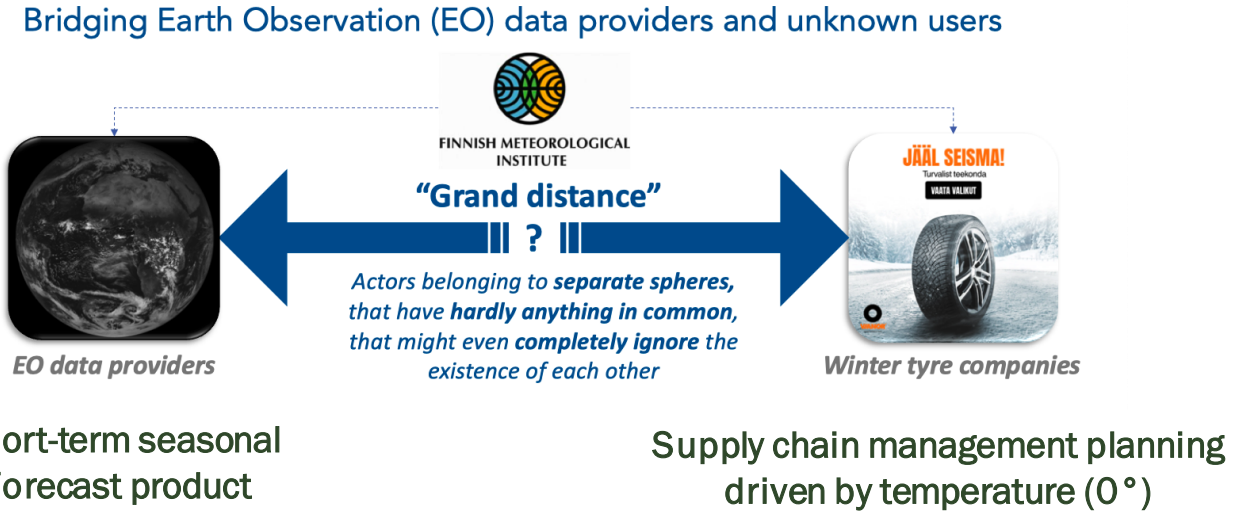 Bridging Earth Observation (EO) data providers and unknown users
FINNISH METEOROLOGICAL
INSTITUTE
“Grand distance”
?
Actors belonging to separate spheres,
that have hardly anything in common,
that might even completely ignore the
existence of each other
JÄÄL SEISMA!
Turvalist teekonda
VAATA VALIKUT
EO data providers
Winter tyre companies
ort-term seasonal
orecast product
Supply chain management planning
driven by temperature (0°)